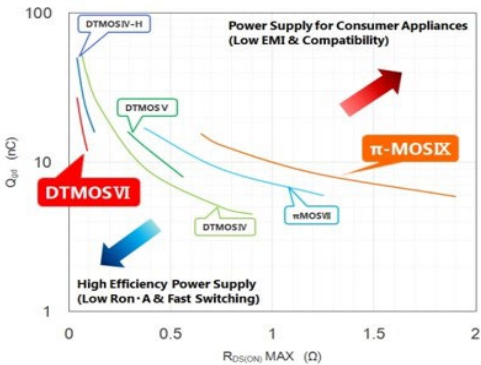 100
DTMOSIV-H
Power Supply for Consumer Appliances
(Low EMI & Compatibility)
DTMOSV
π-MOSIX
10
Qgd (nC)
DTMOSVI
DTMOSIV
πMOSVII
High Efficiency Power Supply
(Low Ron・A & Fast Switching)
1
0
0.5
1
1.5
2
RDS(ON) MAX (Ω)